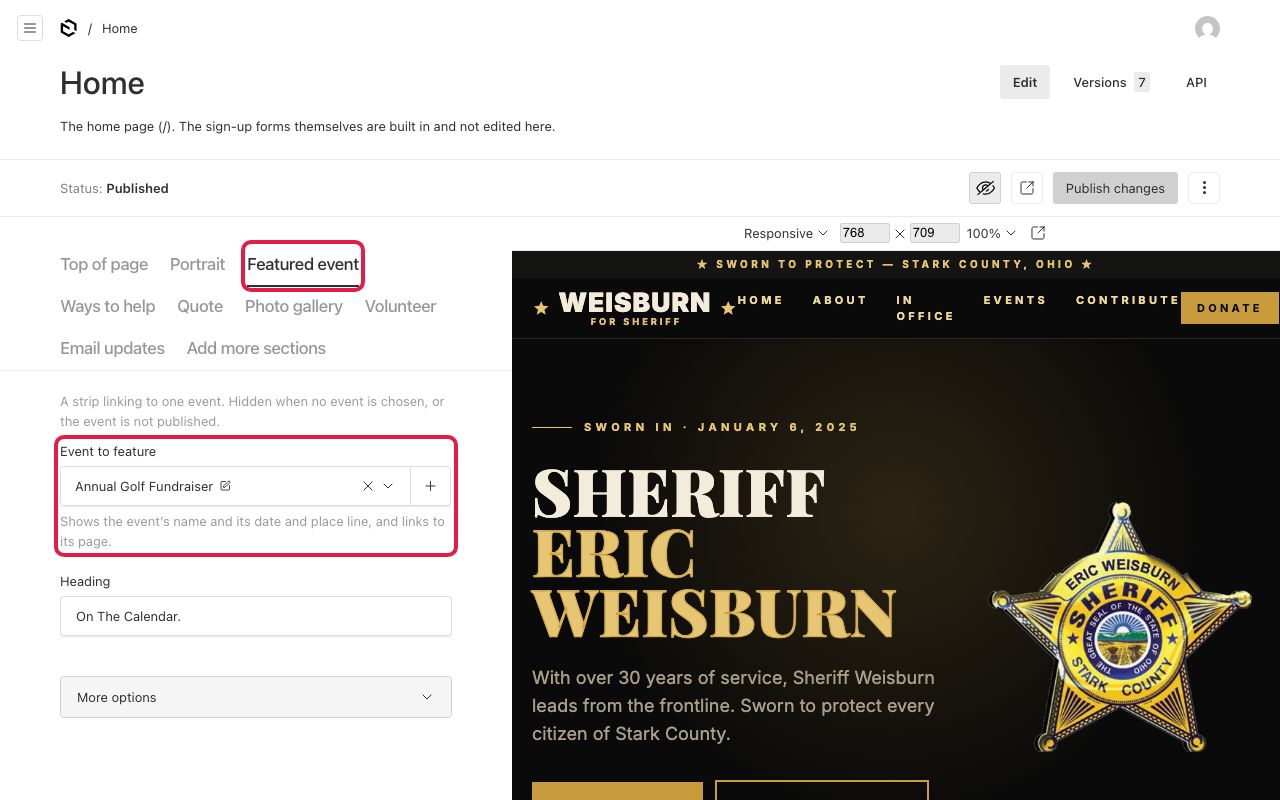 / Home
Home
Edit
Versions 7
API
The home page (/). The sign-up forms themselves are built in and not edited here.
Status: Published
Publish changes
Responsive
768
709
100%
Top of page
Portrait
Featured event
Ways to help
Quote
Photo gallery
Volunteer
Email updates
Add more sections
A strip linking to one event. Hidden when no event is chosen, or
the event is not published.
Event to feature
Annual Golf Fundraiser
Shows the event's name and its date and place line, and links to
its page.
Heading
On The Calendar.
More options
★ SWORN TO PROTECT — STARK COUNTY, OHIO ★
★ WEISBURN ★
FOR SHERIFF
HOME
ABOUT
IN
OFFICE
EVENTS
CONTRIBUTE
DONATE
SWORN IN · JANUARY 6, 2025
SHERIFF
ERIC
WEISBURN
With over 30 years of service, Sheriff Weisburn
leads from the frontline. Sworn to protect every
citizen of Stark County.
ERIC WEISBURN
SHERIFF
THE GREAT SEAL OF THE STATE OF OHIO
STARK COUNTY